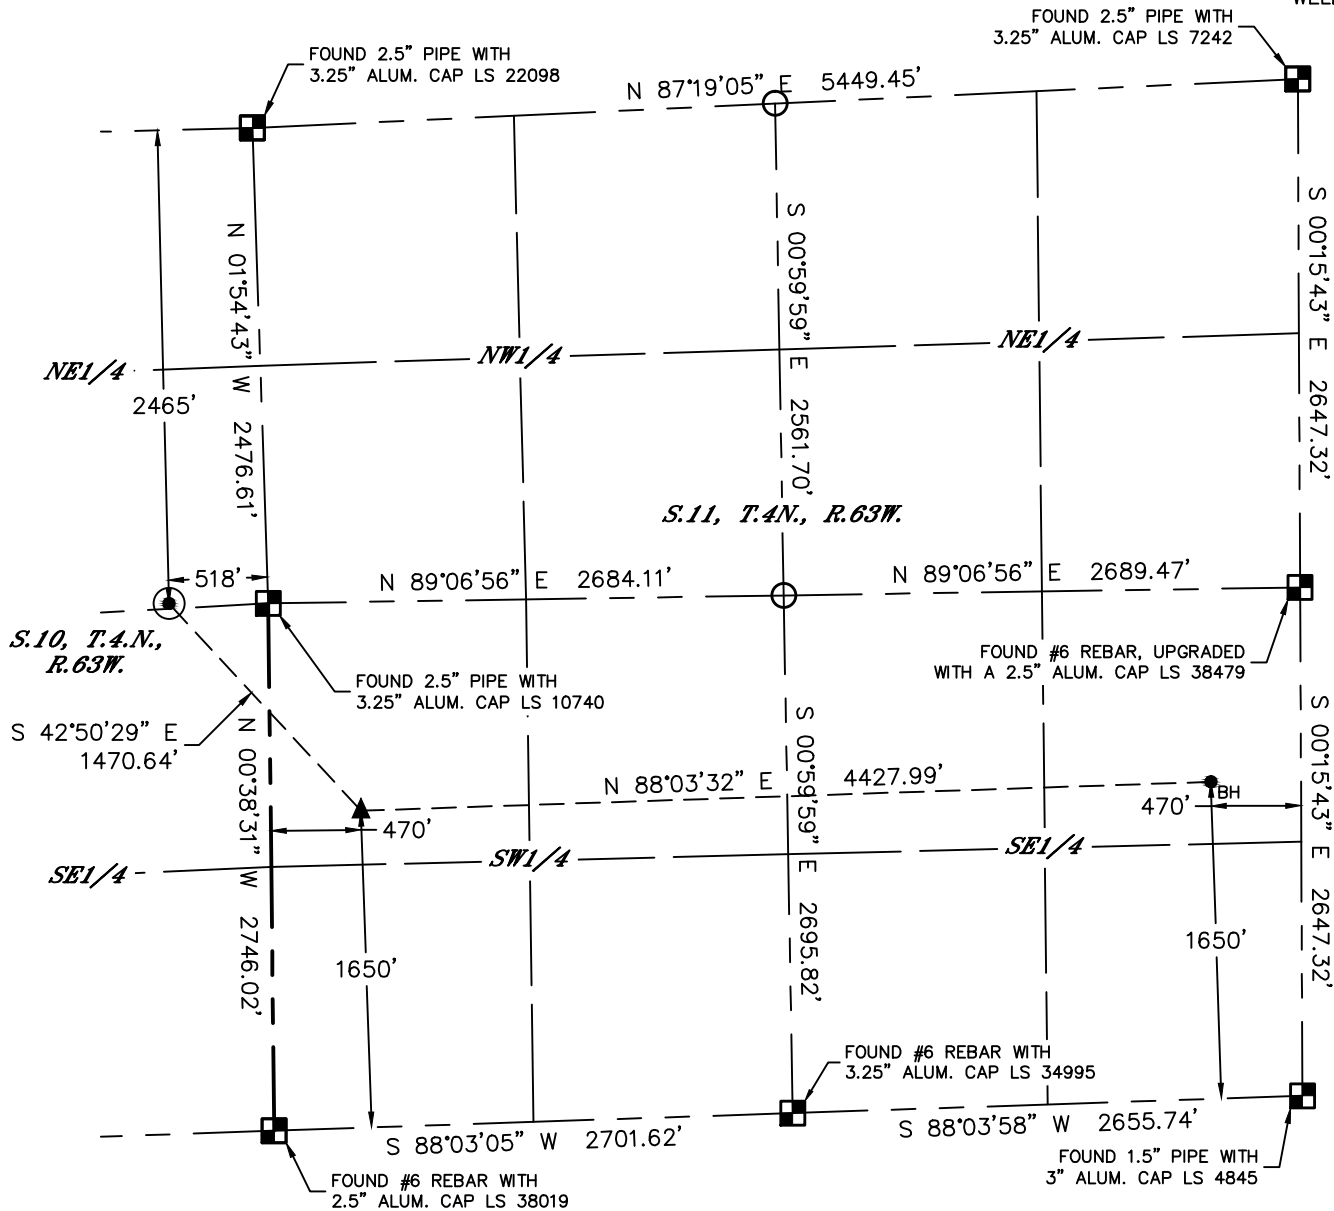 FOUND 2.5" PIPE WITH
3.25" ALUM. CAP LS 7242
FOUND 2.5" PIPE WITH
3.25" ALUM. CAP LS 22098
N 87°19'05" E 5449.45'
N 01°54'43" W 2476.61'
S 00°59'59" E 2561.70'
S 00°15'43" E 2647.32'
NE1/4
NW1/4
NE1/4
2465'
S.11, T.4N., R.63W.
518'
N 89°06'56" E 2684.11'
N 89°06'56" E 2689.47'
S.10, T.4.N.,
R.63W.
FOUND #6 REBAR, UPGRADED
WITH A 2.5" ALUM. CAP LS 38479
FOUND 2.5" PIPE WITH
3.25" ALUM. CAP LS 10740
S 42°50'29" E
1470.64'
N 00°38'31" W 2746.02'
S 00°59'59" E 2695.82'
S 00°15'43" E 2647.32'
N 88°03'32" E 4427.99'
BH
470'
470'
SE1/4
SW1/4
SE1/4
1650'
1650'
FOUND #6 REBAR WITH
3.25" ALUM. CAP LS 34995
S 88°03'05" W 2701.62'
S 88°03'58" W 2655.74'
FOUND 1.5" PIPE WITH
3" ALUM. CAP LS 4845
FOUND #6 REBAR WITH
2.5" ALUM. CAP LS 38019